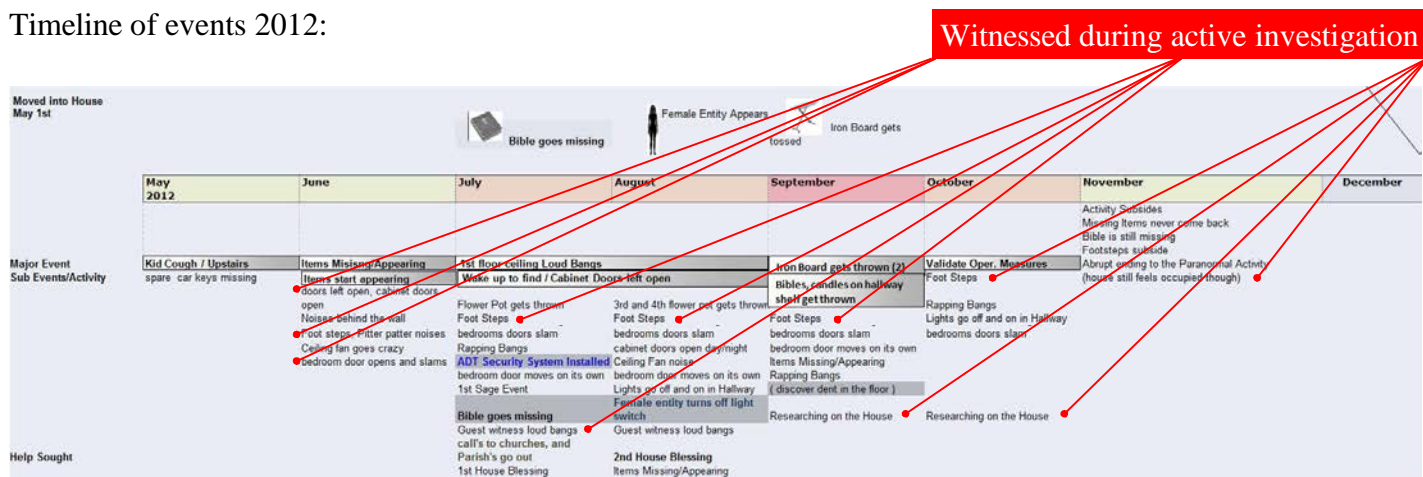 Timeline of events 2012:
Witnessed during active investigation
Moved into House
May 1st
Bible goes missing
Female Entity Appears
Iron Board gets
tossed
May
2012
June
July
August
September
October
November
December
Activity Subsides
Missing Items never come back
Bible is still missing
Footsteps subside
Abrupt ending to the Paranormal Activity
(house still feels occupied though)
Major Event
Sub Events/Activity
Kid Cough / Upstairs
spare car keys missing
Items Misisng/Appearing
Items start appearing
doors left open, cabinet doors
open
Noises behind the wall
Foot steps, Pitter patter noises
Ceiling fan goes crazy
bedroom door opens and slams
1st floor ceiling Loud Bangs
Wake up to find / Cabinet Doors left open
Flower Pot gets thrown
Foot Steps
bedrooms doors slam
Rapping Bangs
ADT Security System Installed
bedroom door moves on its own
1st Sage Event
Bible goes missing
Guest witness loud bangs
call's to churches, and
Parish's go out
1st House Blessing
3rd and 4th flower pot gets thrown
Foot Steps
bedrooms doors slam
cabinet doors open day/night
Ceiling Fan noise
bedroom door moves on its own
Lights go off and on in Hallway
Female entity turns off light
switch
Guest witness loud bangs
2nd House Blessing
Items Missing/Appearing
Iron Board gets thrown (2)
Bibles, candles on hallway
shelf get thrown
Foot Steps
bedrooms doors slam
bedroom door moves on its own
Items Missing/Appearing
Rapping Bangs
( discover dent in the floor )
Researching on the House
Validate Oper. Measures
Foot Steps
Rapping Bangs
Lights go off and on in Hallway
bedrooms doors slam
Researching on the House
Help Sought